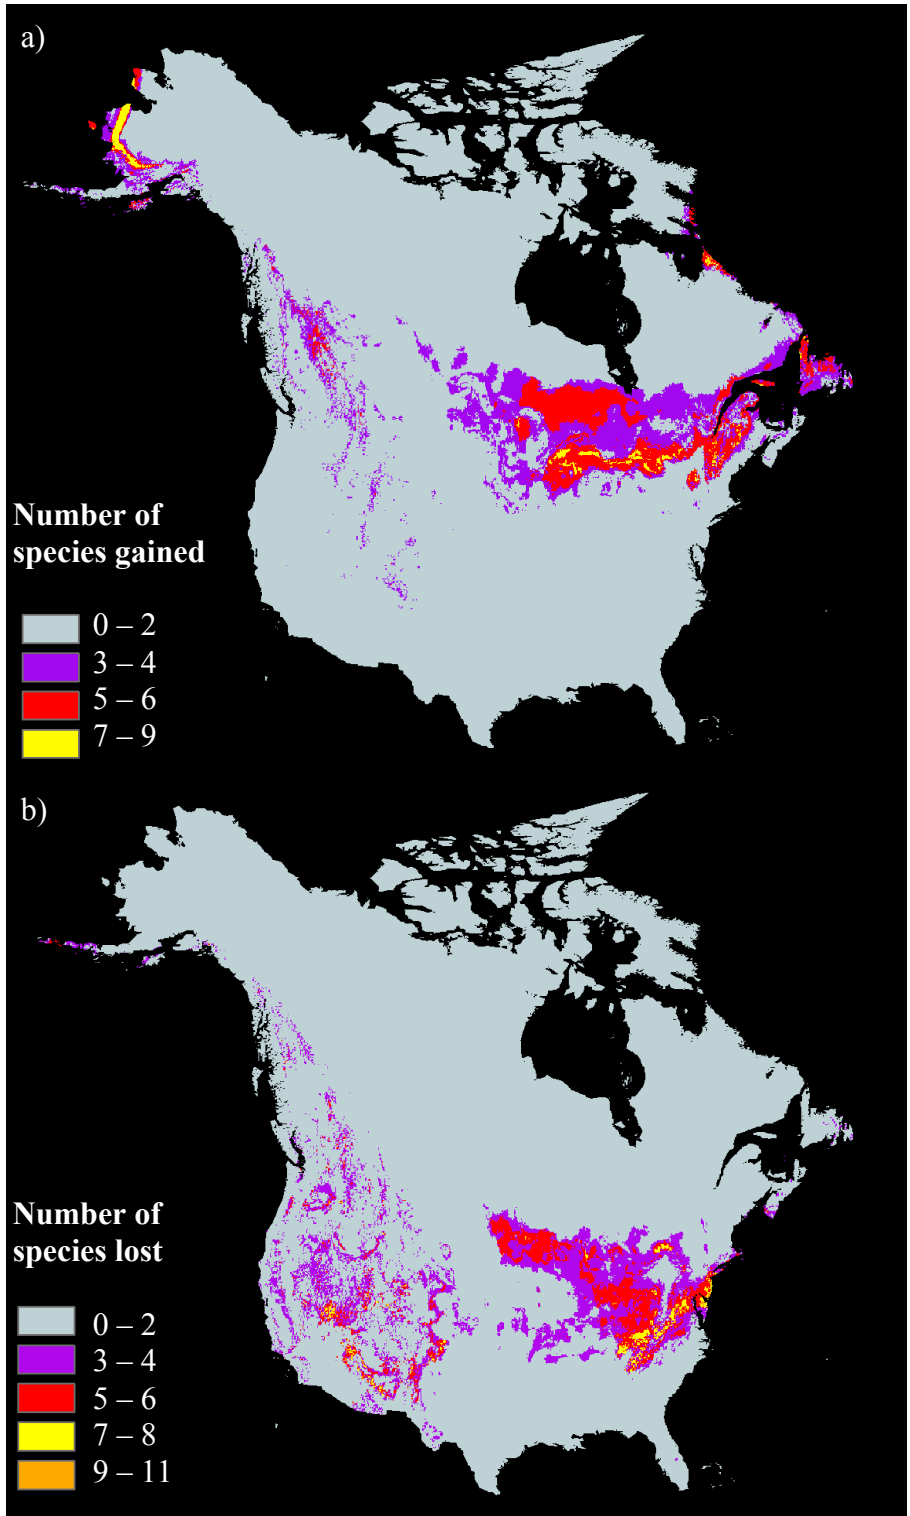 a)
Number of
species gained
0 – 2
3 – 4
5 – 6
7 – 9
b)
Number of
species lost
0 – 2
3 – 4
5 – 6
7 – 8
9 – 11